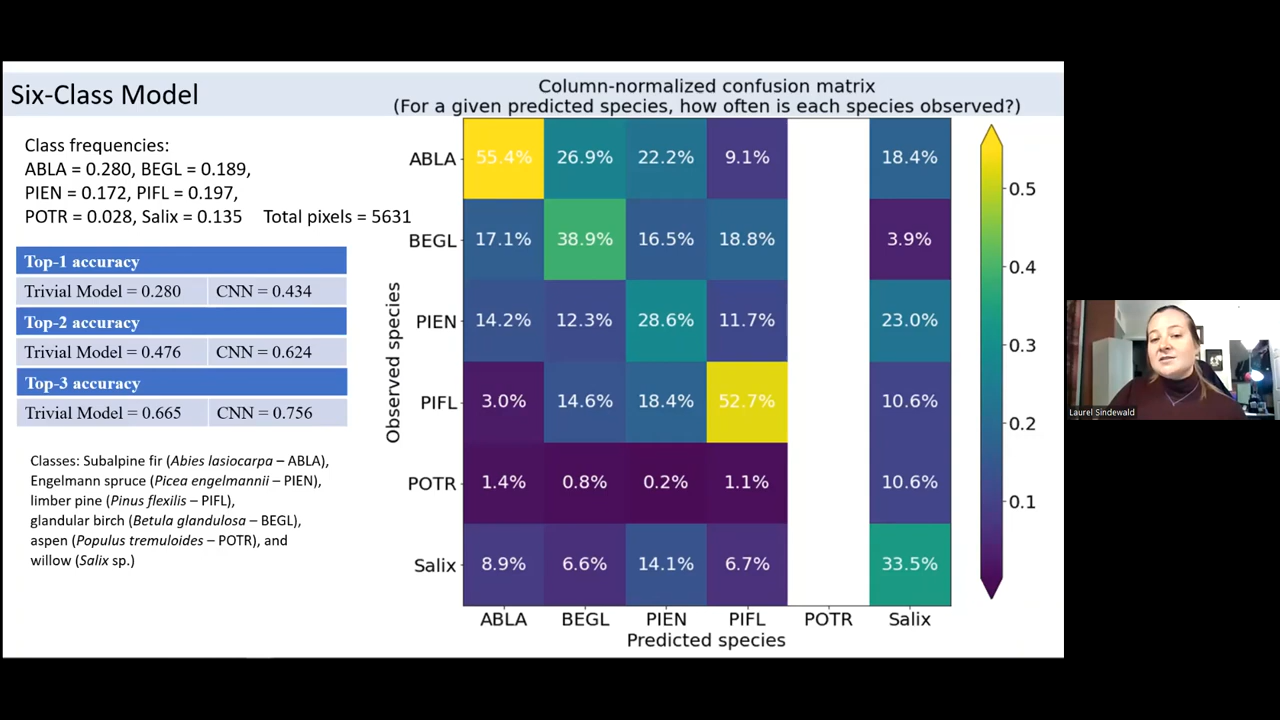 Six-Class Model
Class frequencies:
ABLA = 0.280, BEGL = 0.189,
PIEN = 0.172, PIFL = 0.197,
POTR = 0.028, Salix = 0.135 Total pixels = 5631
Top-1 accuracy
Trivial Model = 0.280 CNN = 0.434
Top-2 accuracy
Trivial Model = 0.476 CNN = 0.624
Top-3 accuracy
Trivial Model = 0.665 CNN = 0.756
Classes: Subalpine fir (Abies lasiocarpa – ABLA),
Engelmann spruce (Picea engelmannii – PIEN),
limber pine (Pinus flexilis – PIFL),
glandular birch (Betula glandulosa – BEGL),
aspen (Populus tremuloides – POTR), and
willow (Salix sp.)
Column-normalized confusion matrix
(For a given predicted species, how often is each species observed?)
Observed species
ABLA 55.4% 26.9% 22.2% 9.1% 18.4%
BEGL 17.1% 38.9% 16.5% 18.8% 3.9%
PIEN 14.2% 12.3% 28.6% 11.7% 23.0%
PIFL 3.0% 14.6% 18.4% 52.7% 10.6%
POTR 1.4% 0.8% 0.2% 1.1% 10.6%
Salix 8.9% 6.6% 14.1% 6.7% 33.5%
ABLA BEGL PIEN PIFL POTR Salix
Predicted species
0.5
0.4
0.3
0.2
0.1
Laurel Sindewald